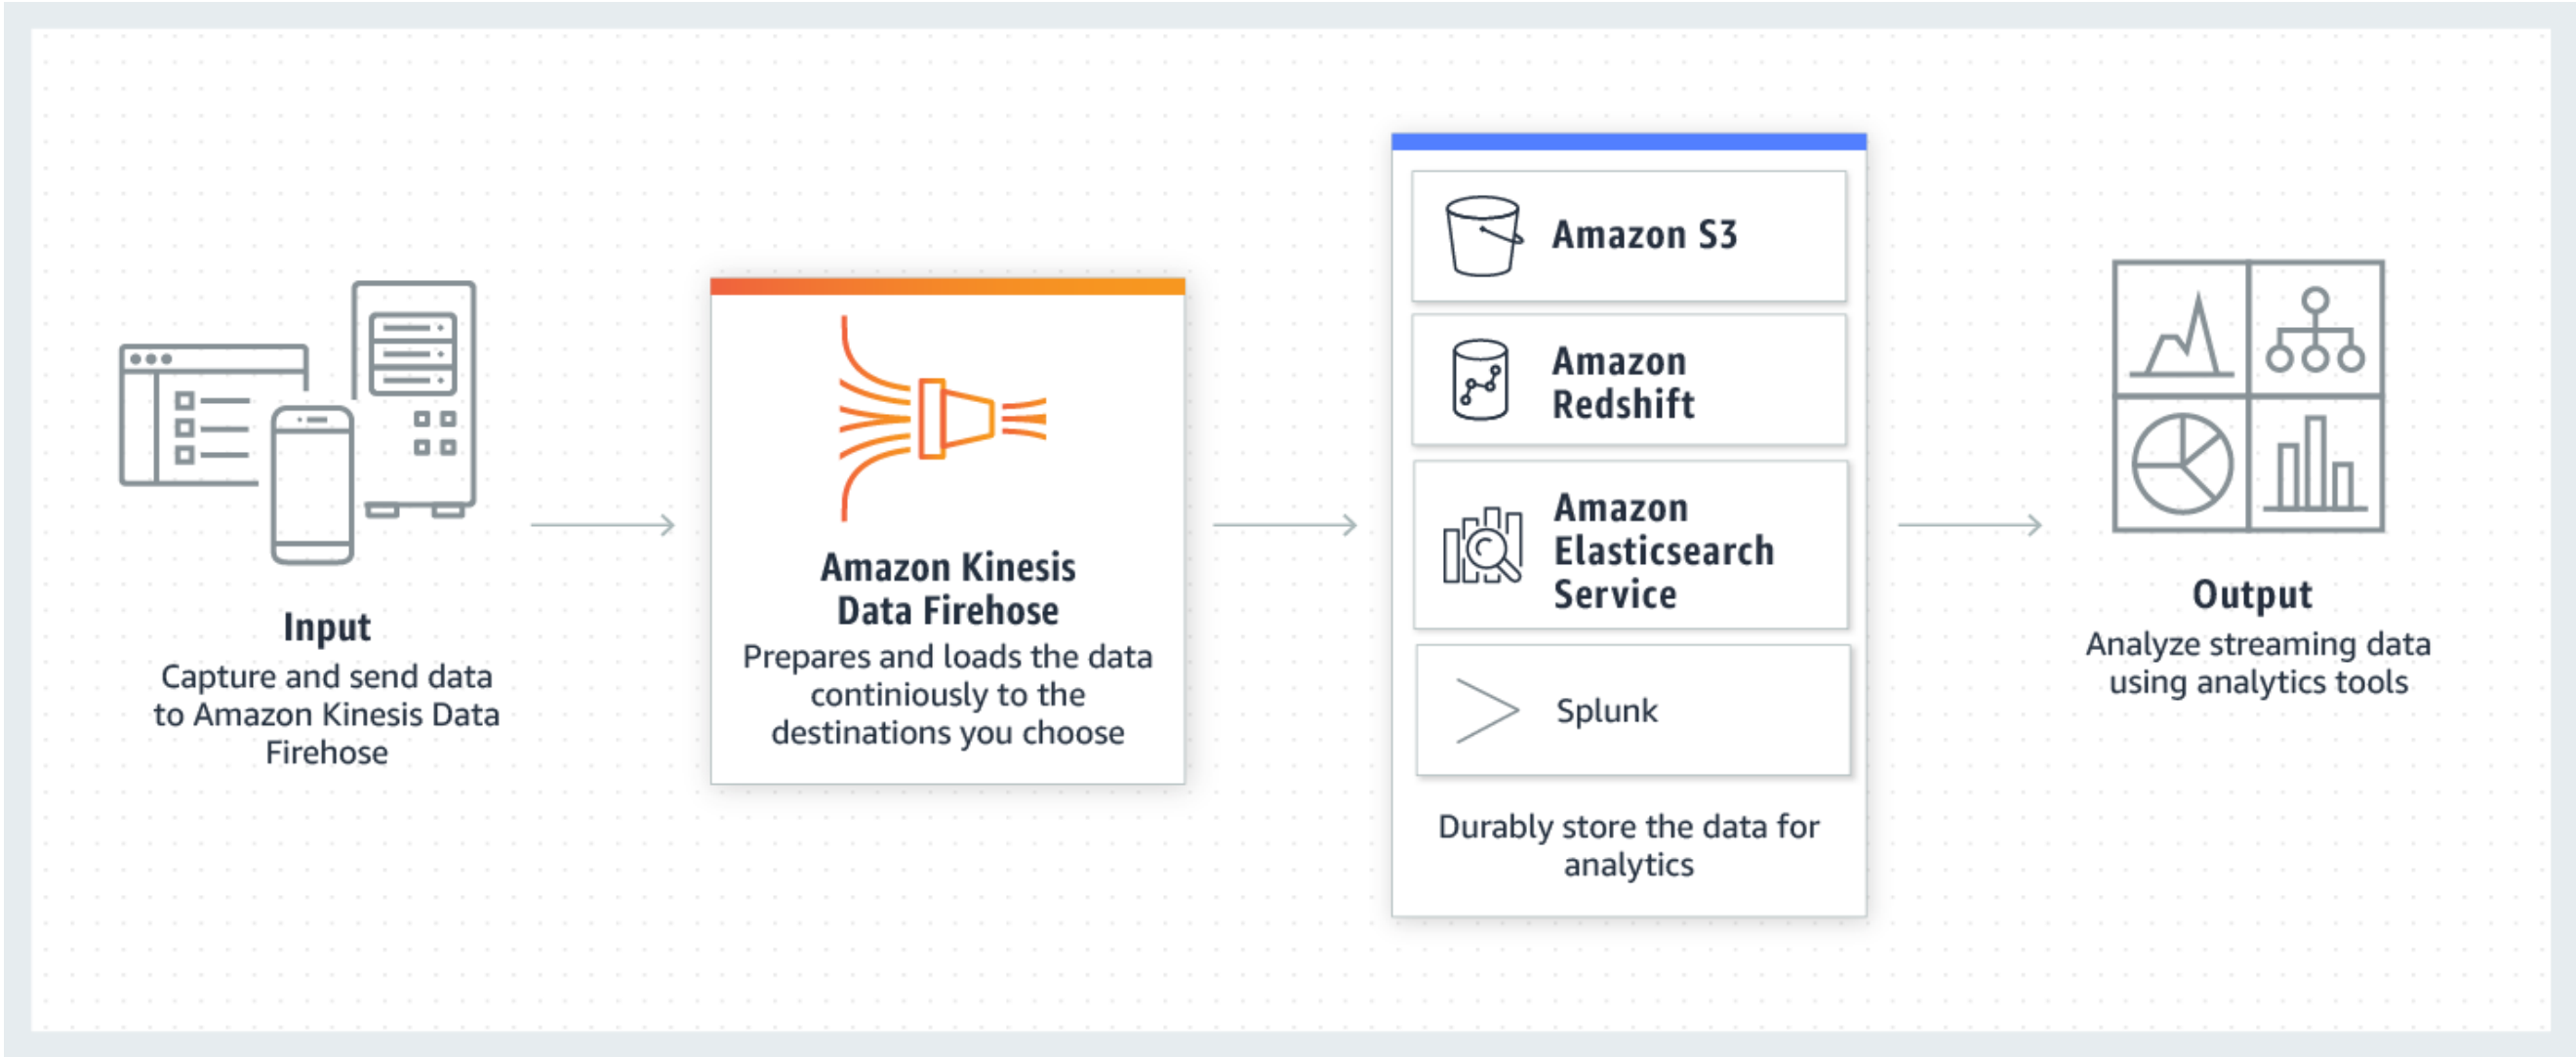 Input
Capture and send data
to Amazon Kinesis Data
Firehose
Amazon Kinesis
Data Firehose
Prepares and loads the data
continiously to the
destinations you choose
Amazon S3
Amazon
Redshift
Amazon
Elasticsearch
Service
Splunk
Durably store the data for
analytics
Output
Analyze streaming data
using analytics tools